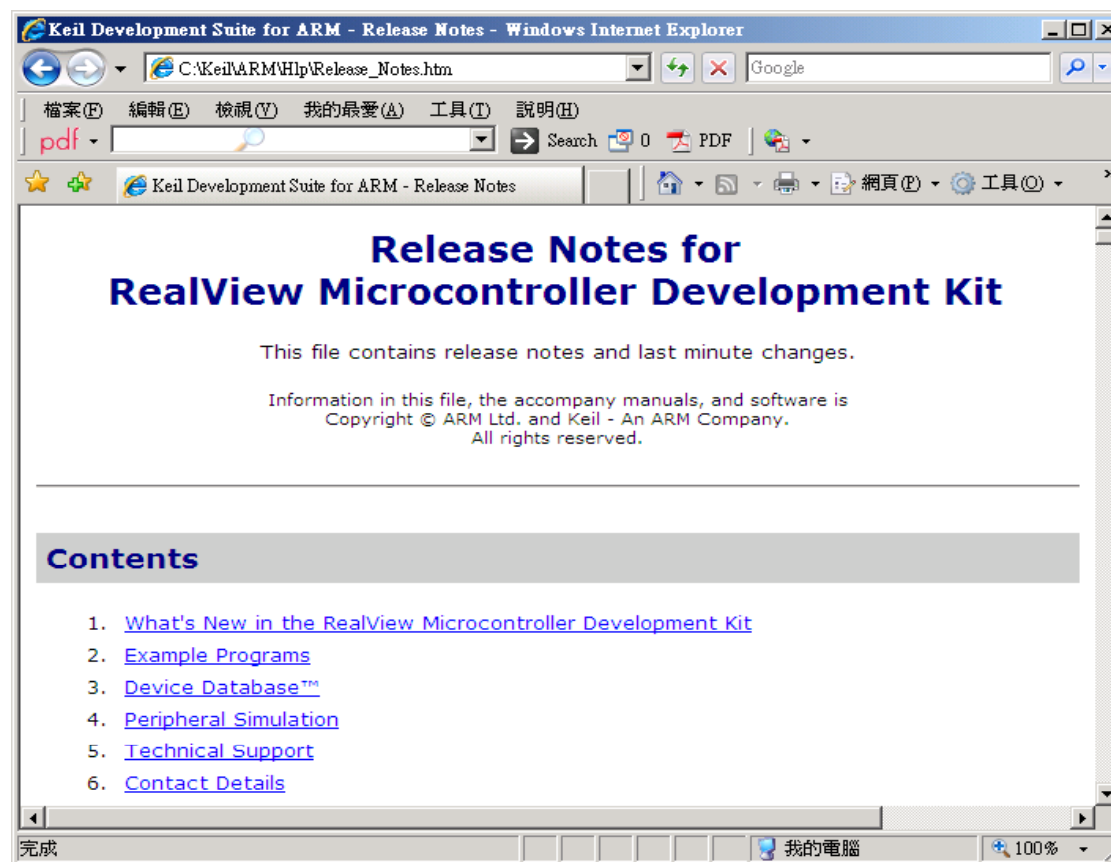 Keil Development Suite for ARM - Release Notes - Windows Internet Explorer
C:\Keil\ARM\Hlp\Release_Notes.htm
Google
檔案(F) 編輯(E) 檢視(V) 我的最愛(A) 工具(T) 說明(H)
pdf Search 0 PDF
Keil Development Suite for ARM - Release Notes 網頁(P) 工具(O)
Release Notes for
RealView Microcontroller Development Kit
This file contains release notes and last minute changes.
Information in this file, the accompany manuals, and software is
Copyright © ARM Ltd. and Keil - An ARM Company.
All rights reserved.
Contents
1. What's New in the RealView Microcontroller Development Kit
2. Example Programs
3. Device Database™
4. Peripheral Simulation
5. Technical Support
6. Contact Details
完成 我的電腦 100%